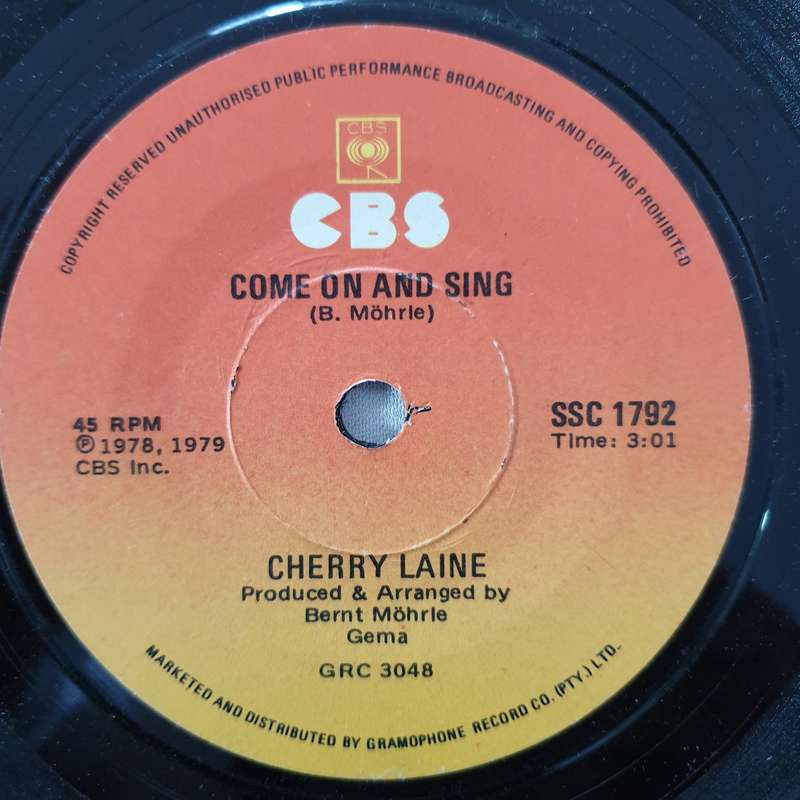 COPYRIGHT RESERVED UNAUTHORISED PUBLIC PERFORMANCE BROADCASTING AND COPYING PROHIBITED
CBS
CBS
COME ON AND SING
(B. Möhrle)
45 RPM
Ⓟ 1978, 1979
CBS Inc.
SSC 1792
Time: 3:01
CHERRY LAINE
Produced & Arranged by
Bernt Möhrle
Gema
GRC 3048
MARKETED AND DISTRIBUTED BY GRAMOPHONE RECORD CO. (PTY.) LTD.